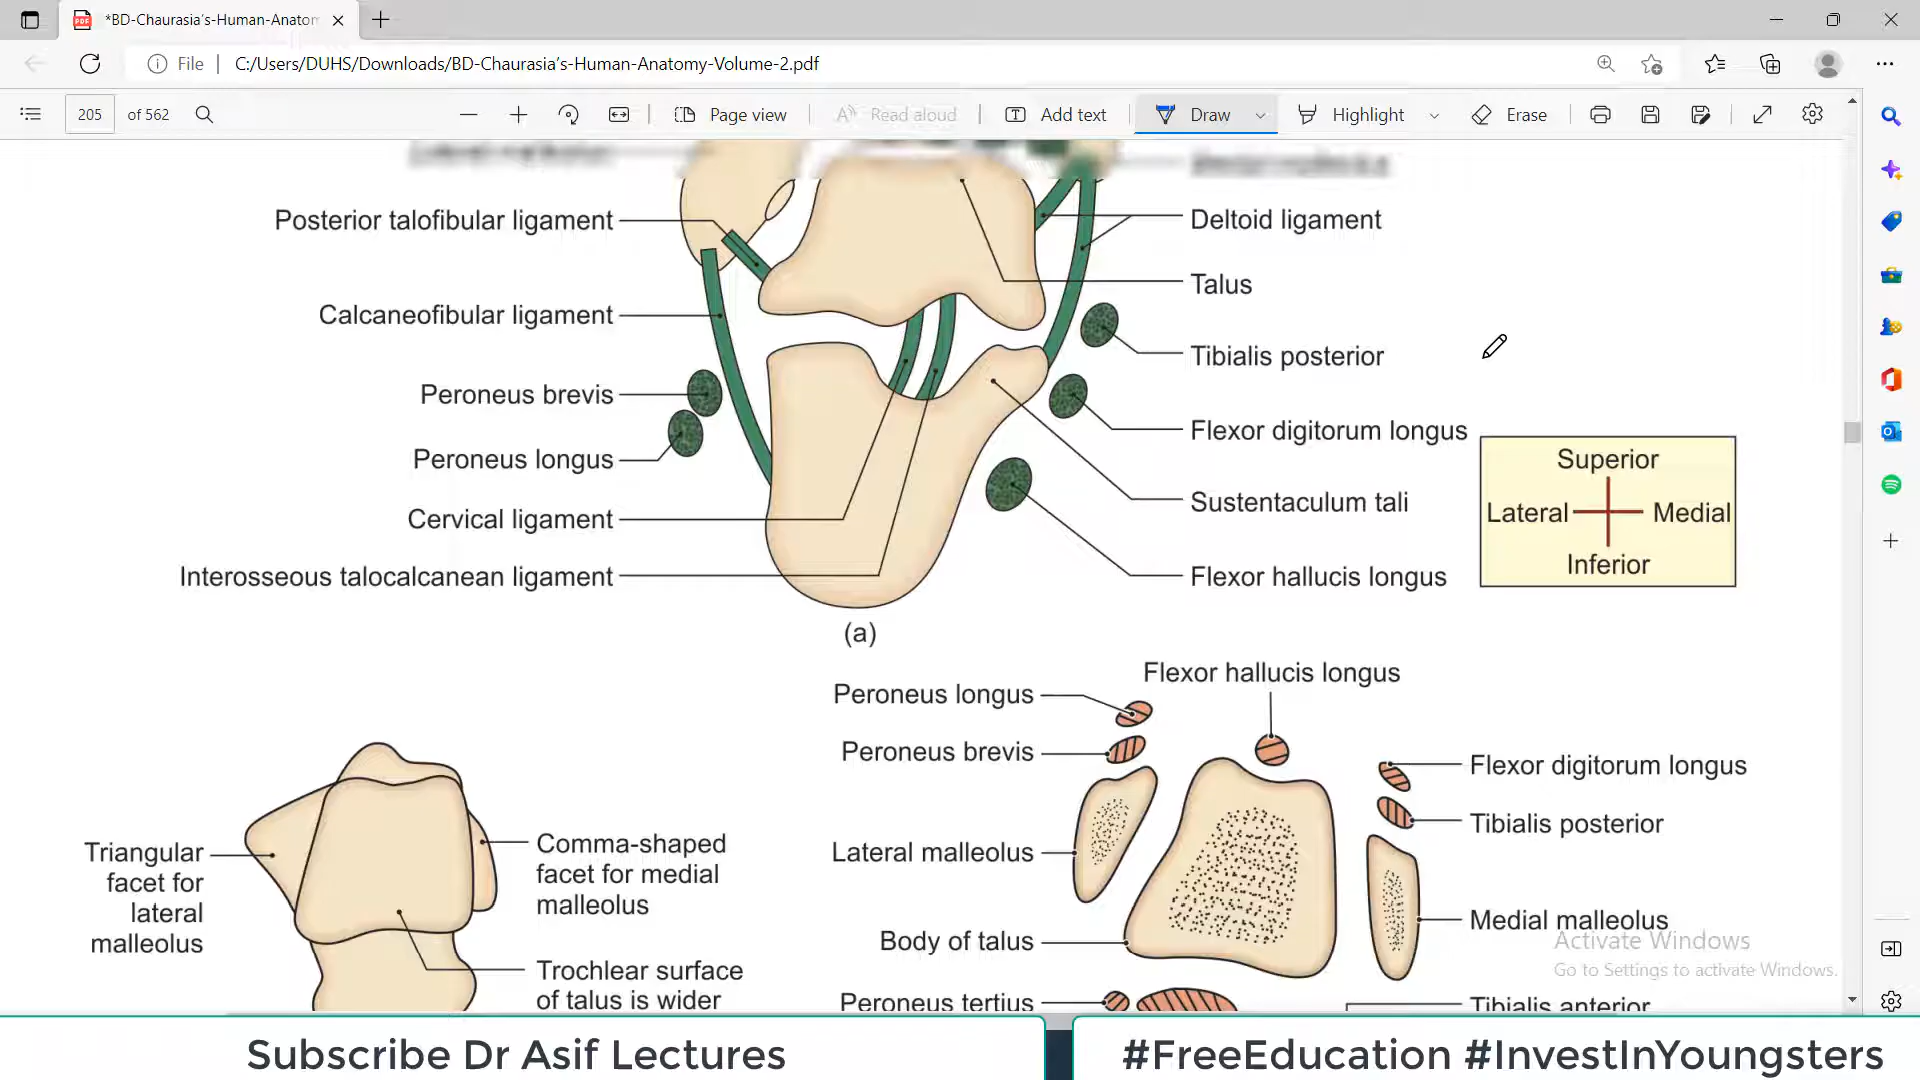 *BD-Chaurasia's-Human-Anatom
File
C:/Users/DUHS/Downloads/BD-Chaurasia's-Human-Anatomy-Volume-2.pdf
205 of 562
Page view
Read aloud
Add text
Draw
Highlight
Erase
Posterior talofibular ligament
Deltoid ligament
Talus
Calcaneofibular ligament
Tibialis posterior
Peroneus brevis
Flexor digitorum longus
Peroneus longus
Sustentaculum tali
Cervical ligament
Interosseous talocalcanean ligament
Flexor hallucis longus
Superior
Lateral
Medial
Inferior
(a)
Flexor hallucis longus
Peroneus longus
Peroneus brevis
Flexor digitorum longus
Tibialis posterior
Lateral malleolus
Medial malleolus
Body of talus
Peroneus tertius
Tibialis anterior
Triangular
facet for
lateral
malleolus
Comma-shaped
facet for medial
malleolus
Trochlear surface
of talus is wider
Activate Windows
Go to Settings to activate Windows.
Subscribe Dr Asif Lectures
#FreeEducation #InvestInYoungsters